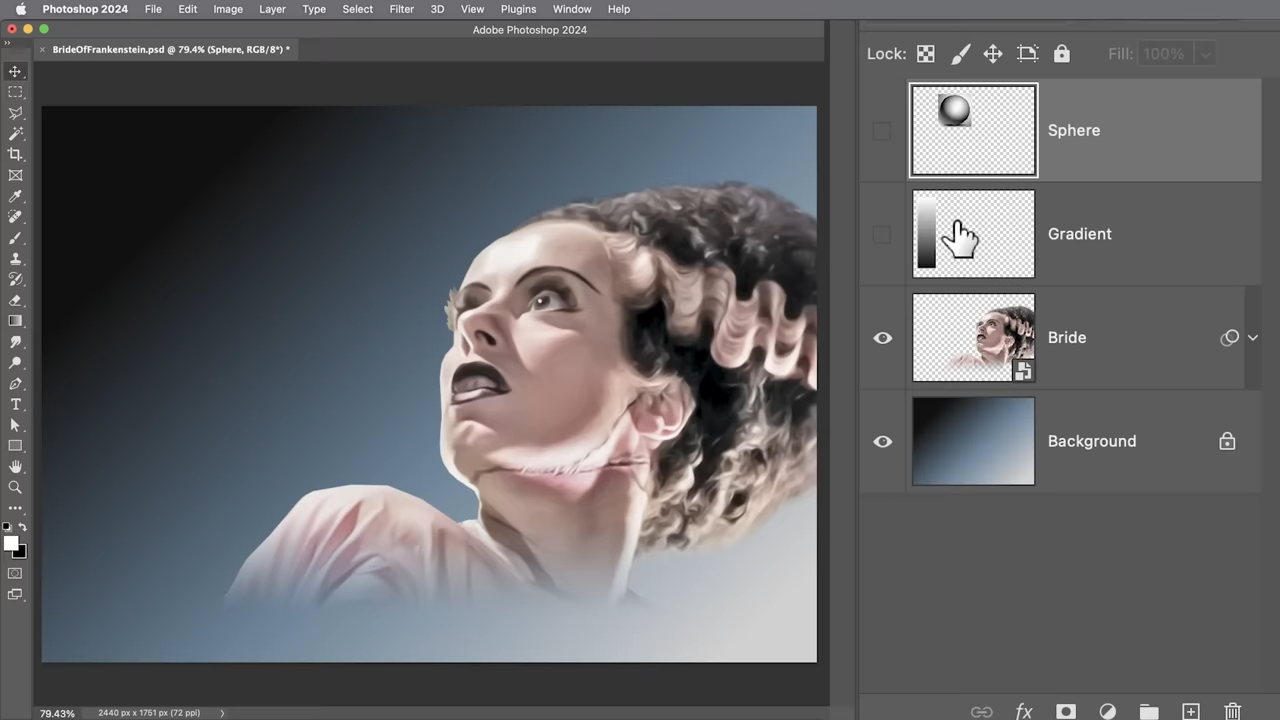 Photoshop 2024 File Edit Image Layer Type Select Filter 3D View Plugins Window Help
Adobe Photoshop 2024
BrideOfFrankenstein.psd @ 79.4% (Sphere, RGB/8*) *
Lock: Fill: 100%
Sphere
Gradient
Bride
Background
79.43% 2440 px x 1751 px (72 ppi)
fx